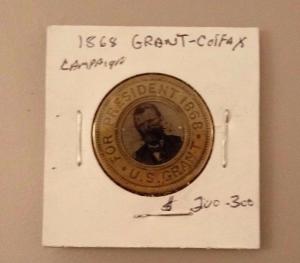 1868 GRANT-COLFAX
CAMPAIGN
FOR PRESIDENT 1868
• U.S. GRANT •
$ 200-300